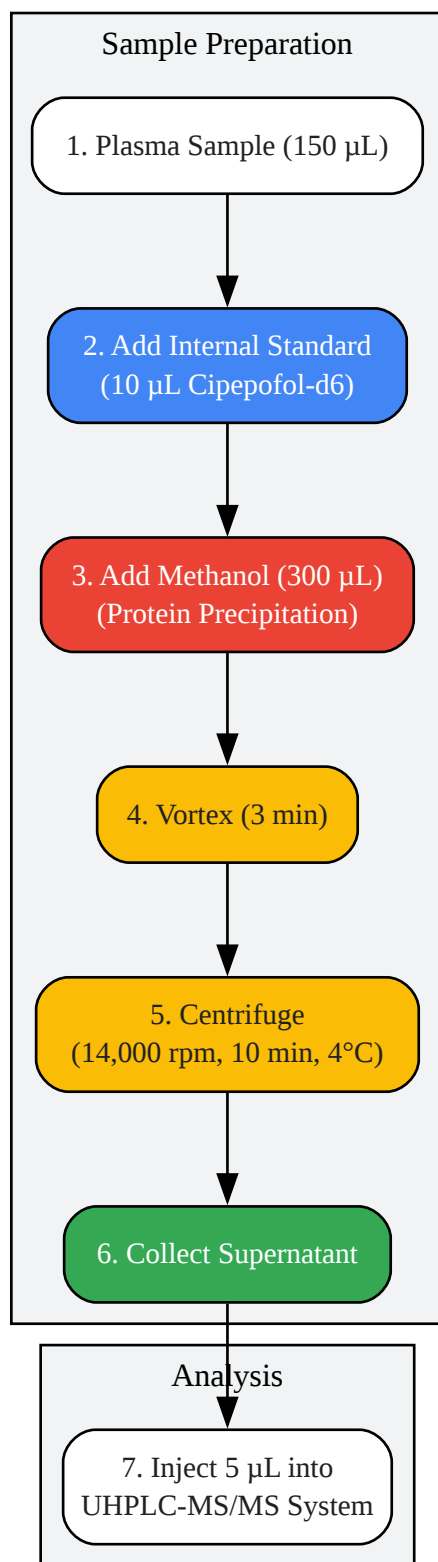 Sample Preparation
1. Plasma Sample (150 µL)
2. Add Internal Standard
(10 µL Cipepofol-d6)
3. Add Methanol (300 µL)
(Protein Precipitation)
4. Vortex (3 min)
5. Centrifuge
(14,000 rpm, 10 min, 4°C)
6. Collect Supernatant
Analysis
7. Inject 5 µL into
UHPLC-MS/MS System